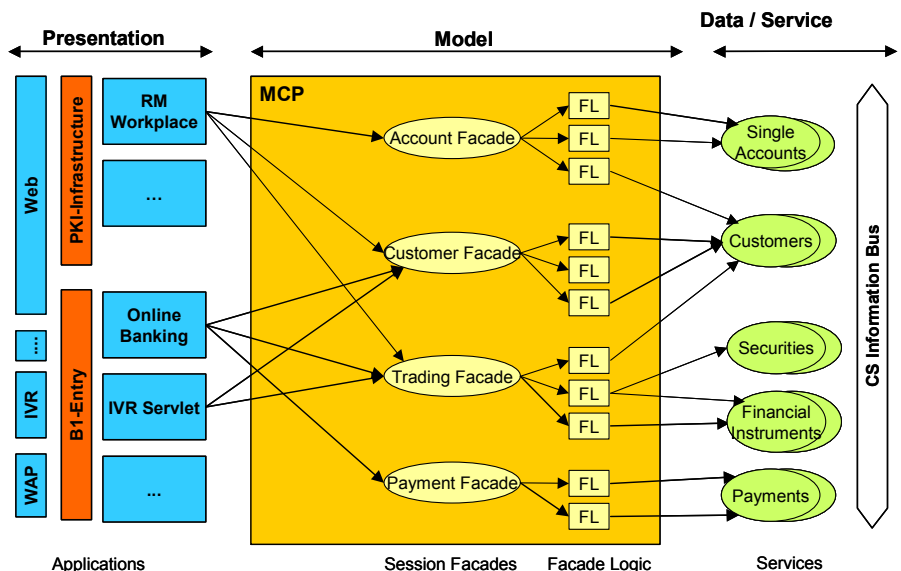 Presentation
Model
Data / Service
Web
....
IVR
WAP
PKI-Infrastructure
B1-Entry
RM
Workplace
...
Online
Banking
IVR Servlet
...
MCP
Account Facade
Customer Facade
Trading Facade
Payment Facade
FL
FL
FL
FL
FL
FL
FL
FL
FL
FL
FL
Single
Accounts
Customers
Securities
Financial
Instruments
Payments
CS Information Bus
Applications
Session Facades
Facade Logic
Services